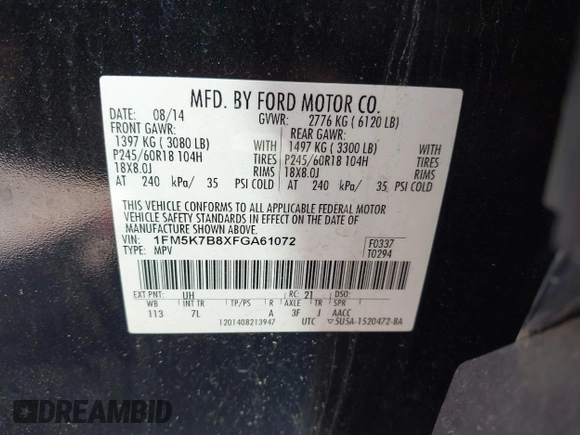 MFD. BY FORD MOTOR CO.
DATE: 08/14 GVWR: 2776 KG ( 6120 LB)
FRONT GAWR: REAR GAWR:
1397 KG ( 3080 LB) WITH 1497 KG ( 3300 LB) WITH
P245/60R18 104H TIRES P245/60R18 104H TIRES
18X8.0J RIMS 18X8.0J RIMS
AT 240 kPa/ 35 PSI COLD AT 240 kPa/ 35 PSI COLD
THIS VEHICLE CONFORMS TO ALL APPLICABLE FEDERAL MOTOR
VEHICLE SAFETY STANDARDS IN EFFECT ON THE DATE OF
MANUFACTURE SHOWN ABOVE.
VIN: 1FM5K7B8XFGA61072 F0337
TYPE: MPV T0294
EXT PNT: UH RC: 21 DSO:
WB INT TR TP/PS R AXLE TR SPR
113 7L A 3F J AACC
1201408213947 UTC ▽5U5A-1520472-BA
DREAMBID